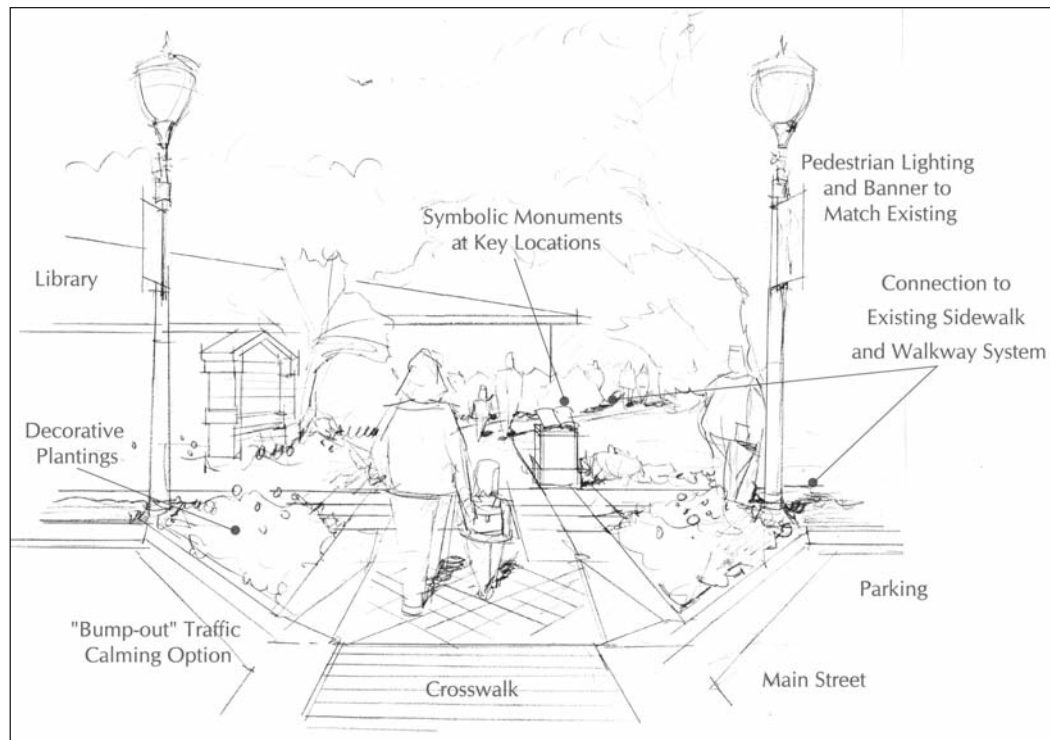 Pedestrian Lighting
and Banner to
Match Existing
Symbolic Monuments
at Key Locations
Library
Connection to
Existing Sidewalk
and Walkway System
Decorative
Plantings
Parking
"Bump-out" Traffic
Calming Option
Crosswalk
Main Street